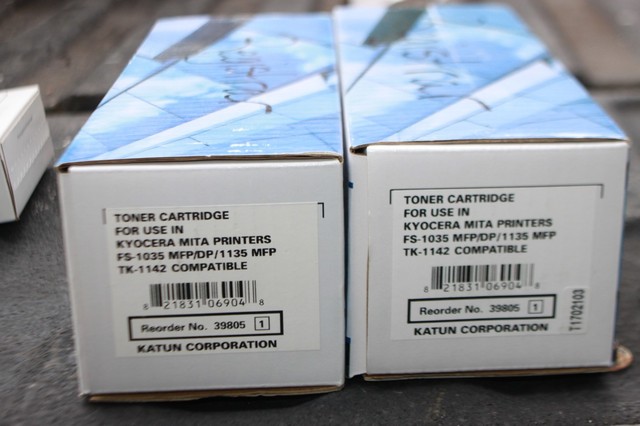 TONER CARTRIDGE
FOR USE IN
KYOCERA MITA PRINTERS
FS-1035 MFP/DP/1135 MFP
TK-1142 COMPATIBLE
8 21831 06904 8
Reorder No. 39805 1
KATUN CORPORATION
TONER CARTRIDGE
FOR USE IN
KYOCERA MITA PRINTERS
FS-1035 MFP/DP/1135 MFP
TK-1142 COMPATIBLE
8 21831 06904 8
Reorder No. 39805 1
KATUN CORPORATION
T1702103